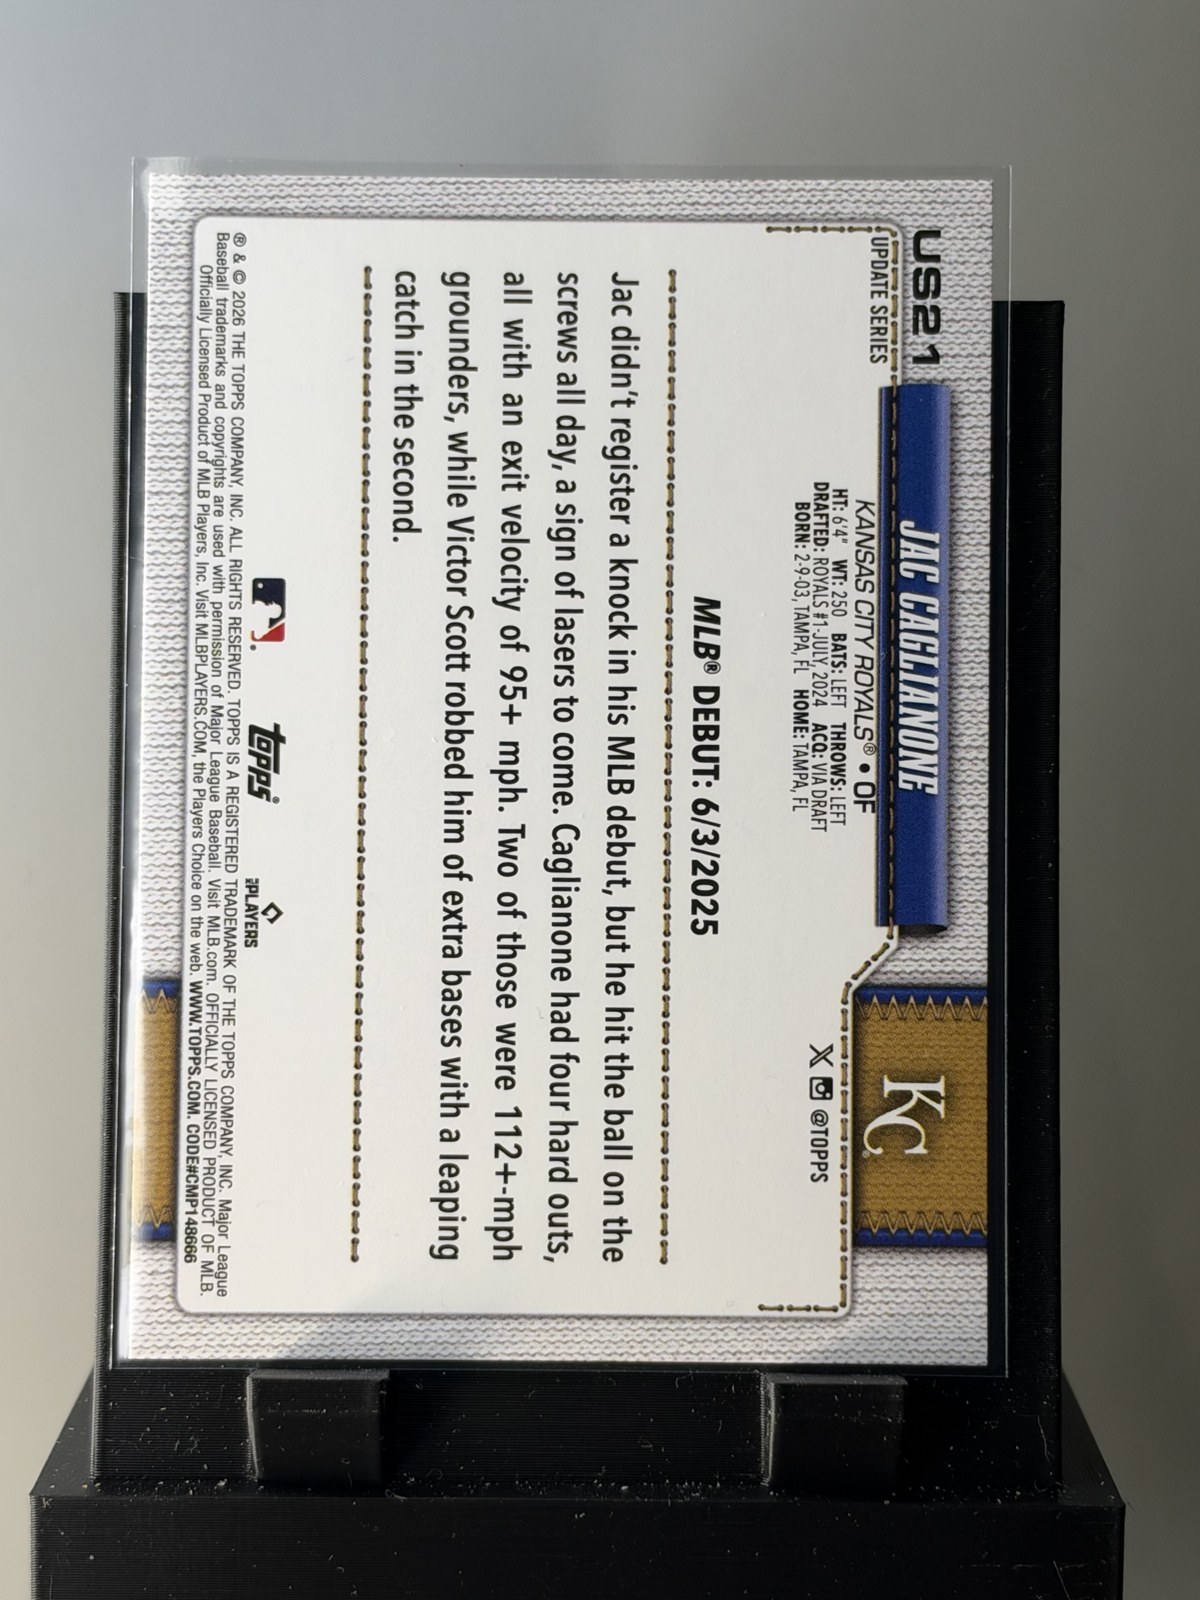 US21
UPDATE SERIES
JAC CAGLIANONE
KC
KANSAS CITY ROYALS® • OF
HT: 6'4" WT: 250 BATS: LEFT THROWS: LEFT
DRAFTED: ROYALS #1-JULY, 2024 ACQ: VIA DRAFT
BORN: 2-9-03, TAMPA, FL HOME: TAMPA, FL
X @TOPPS
MLB® DEBUT: 6/3/2025
Jac didn't register a knock in his MLB debut, but he hit the ball on the
screws all day, a sign of lasers to come. Caglianone had four hard outs,
all with an exit velocity of 95+ mph. Two of those were 112+-mph
grounders, while Victor Scott robbed him of extra bases with a leaping
catch in the second.
topps®
MLB PLAYERS
® & © 2026 THE TOPPS COMPANY, INC. ALL RIGHTS RESERVED. TOPPS IS A REGISTERED TRADEMARK OF THE TOPPS COMPANY, INC. Major League
Baseball trademarks and copyrights are used with permission of Major League Baseball. Visit MLB.com. OFFICIALLY LICENSED PRODUCT OF MLB
Officially Licensed Product of MLB Players, Inc. Visit MLBPLAYERS.COM, the Players Choice on the web. WWW.TOPPS.COM. CODE#CMP148666